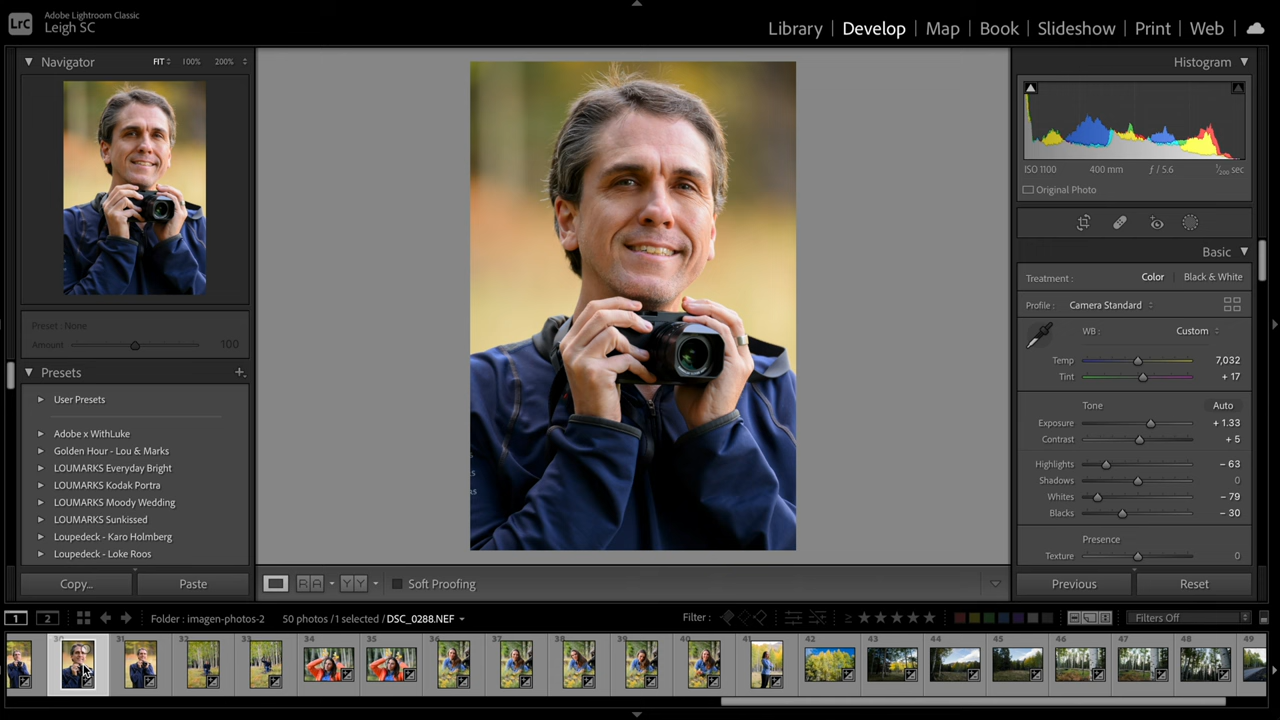 LrC
Adobe Lightroom Classic
Leigh SC
Library | Develop | Map | Book | Slideshow | Print | Web
Navigator FIT 100% 200%
Preset : None
Amount 100
Presets
User Presets
Adobe x WithLuke
Golden Hour - Lou & Marks
LOUMARKS Everyday Bright
LOUMARKS Kodak Portra
LOUMARKS Moody Wedding
LOUMARKS Sunkissed
Loupedeck - Karo Holmberg
Loupedeck - Loke Roos
Copy... Paste
R A Y Y Soft Proofing
Histogram
ISO 1100 400 mm ƒ / 5.6 1/200 sec
Original Photo
Basic
Treatment : Color Black & White
Profile : Camera Standard
WB : Custom
Temp 7,032
Tint + 17
Tone Auto
Exposure + 1.33
Contrast + 5
Highlights – 63
Shadows 0
Whites – 79
Blacks – 30
Presence
Texture 0
Previous Reset
1 2 Folder : imagen-photos-2 50 photos / 1 selected / DSC_0288.NEF Filter : ≥ ★★★★★ Filters Off
30 31 32 33 34 35 36 37 38 39 40 41 42 43 44 45 46 47 48 49